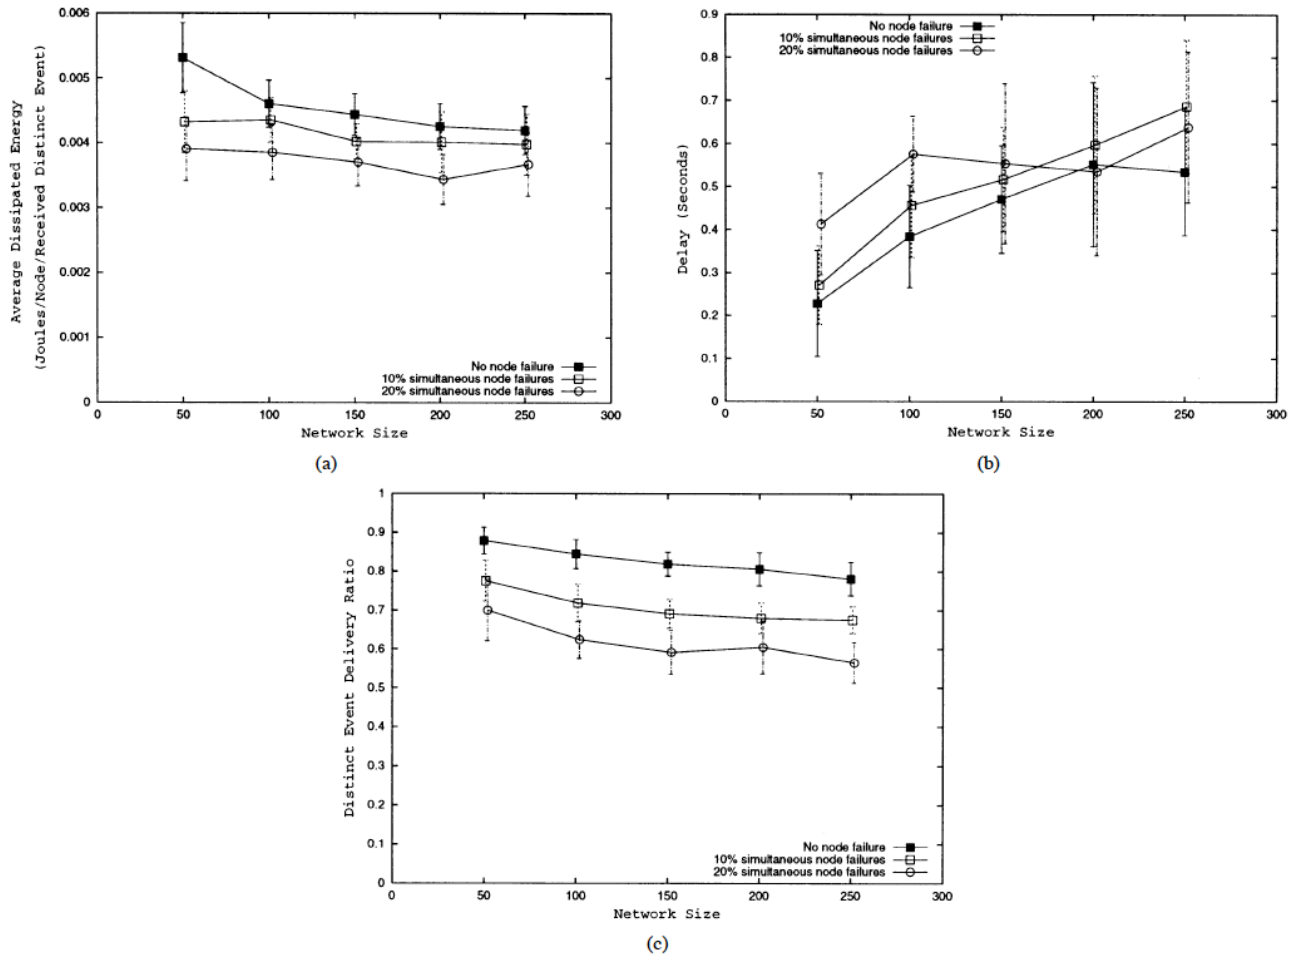 0.006
0.005
0.004
0.003
0.002
0.001
0
0
50
100
150
200
250
300
Average Dissipated Energy
(Joules/Node/Received Distinct Event)
No node failure
10% simultaneous node failures
20% simultaneous node failures
Network Size
(a)
0.9
0.8
0.7
0.6
0.5
0.4
0.3
0.2
0.1
0
0
50
100
150
200
250
300
Delay (Seconds)
No node failure
10% simultaneous node failures
20% simultaneous node failures
Network Size
(b)
1
0.9
0.8
0.7
0.6
0.5
0.4
0.3
0.2
0.1
0
0
50
100
150
200
250
300
Distinct Event Delivery Ratio
No node failure
10% simultaneous node failures
20% simultaneous node failures
Network Size
(c)